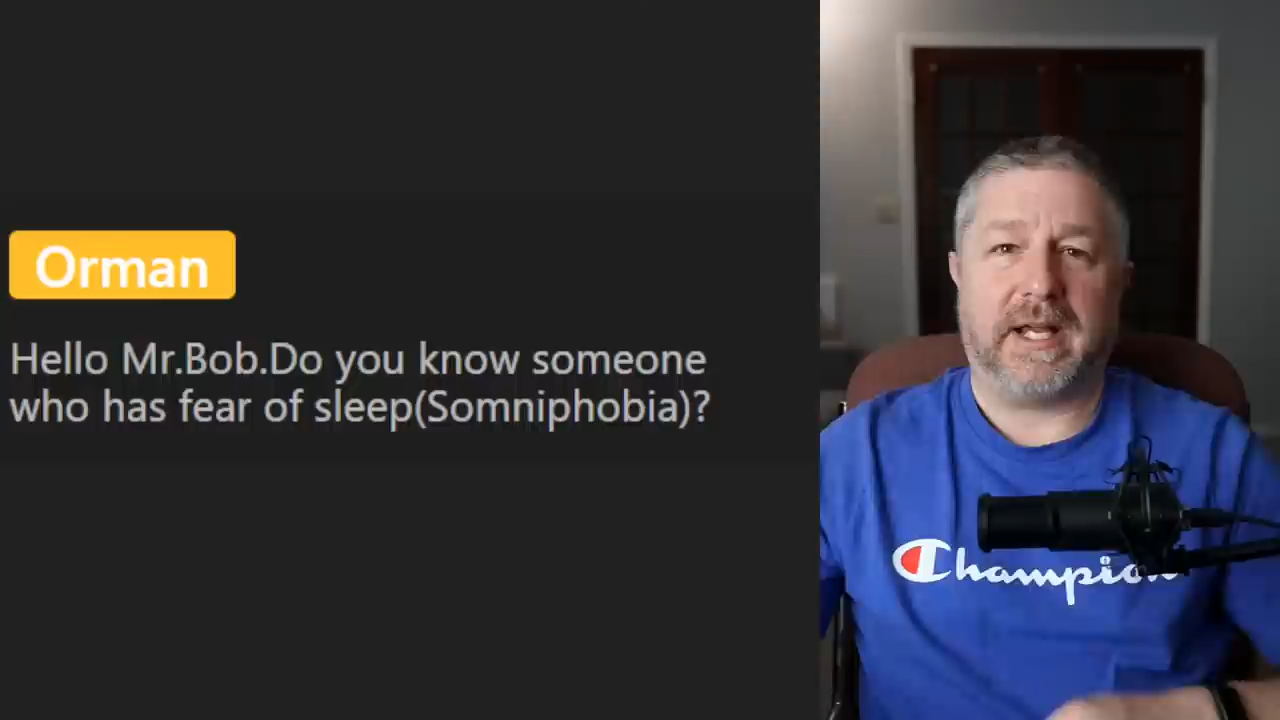 Orman
Hello Mr.Bob.Do you know someone
who has fear of sleep(Somniphobia)?
Champion